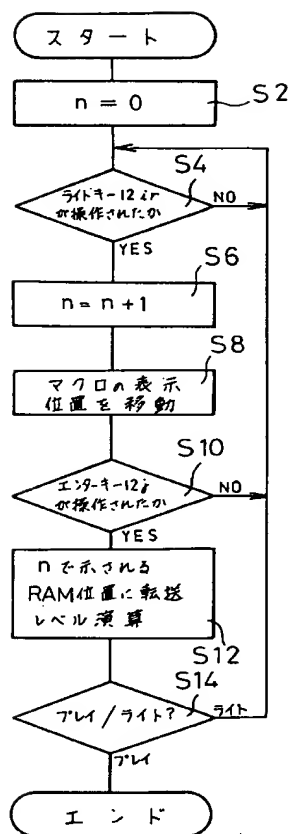 スタート
n = 0
S2
S4
ライトキー12ir
が操作されたか
NO
YES
S6
n = n + 1
S8
マクロの表示
位置を移動
S10
エンターキー12j
が操作されたか
NO
YES
nで示される
RAM位置に転送
レベル演算
S12
S14
プレイ/ライト?
ライト
プレイ
エンド